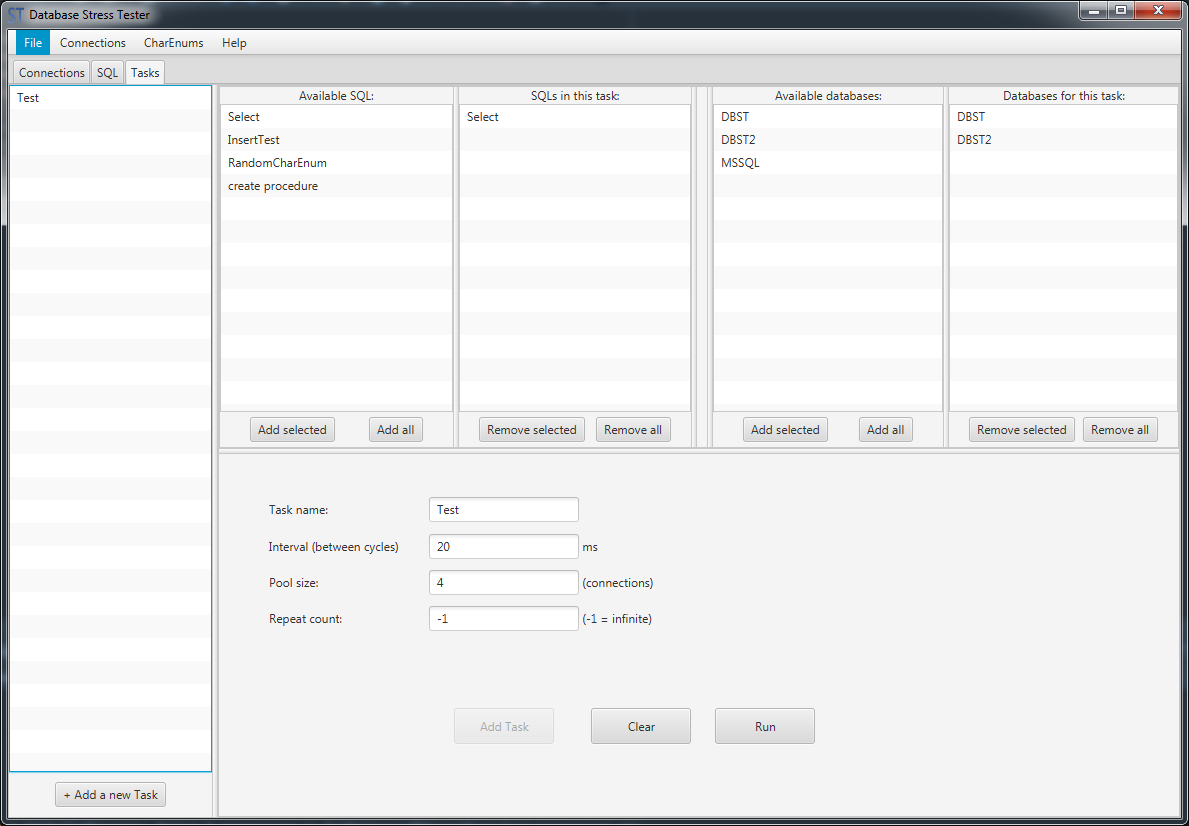 ST Database Stress Tester
File Connections CharEnums Help
Connections SQL Tasks
Test
Available SQL:
Select
InsertTest
RandomCharEnum
create procedure
Add selected Add all
SQLs in this task:
Select
Remove selected Remove all
Available databases:
DBST
DBST2
MSSQL
Add selected Add all
Databases for this task:
DBST
DBST2
Remove selected Remove all
Task name: Test
Interval (between cycles) 20 ms
Pool size: 4 (connections)
Repeat count: -1 (-1 = infinite)
Add Task Clear Run
+ Add a new Task